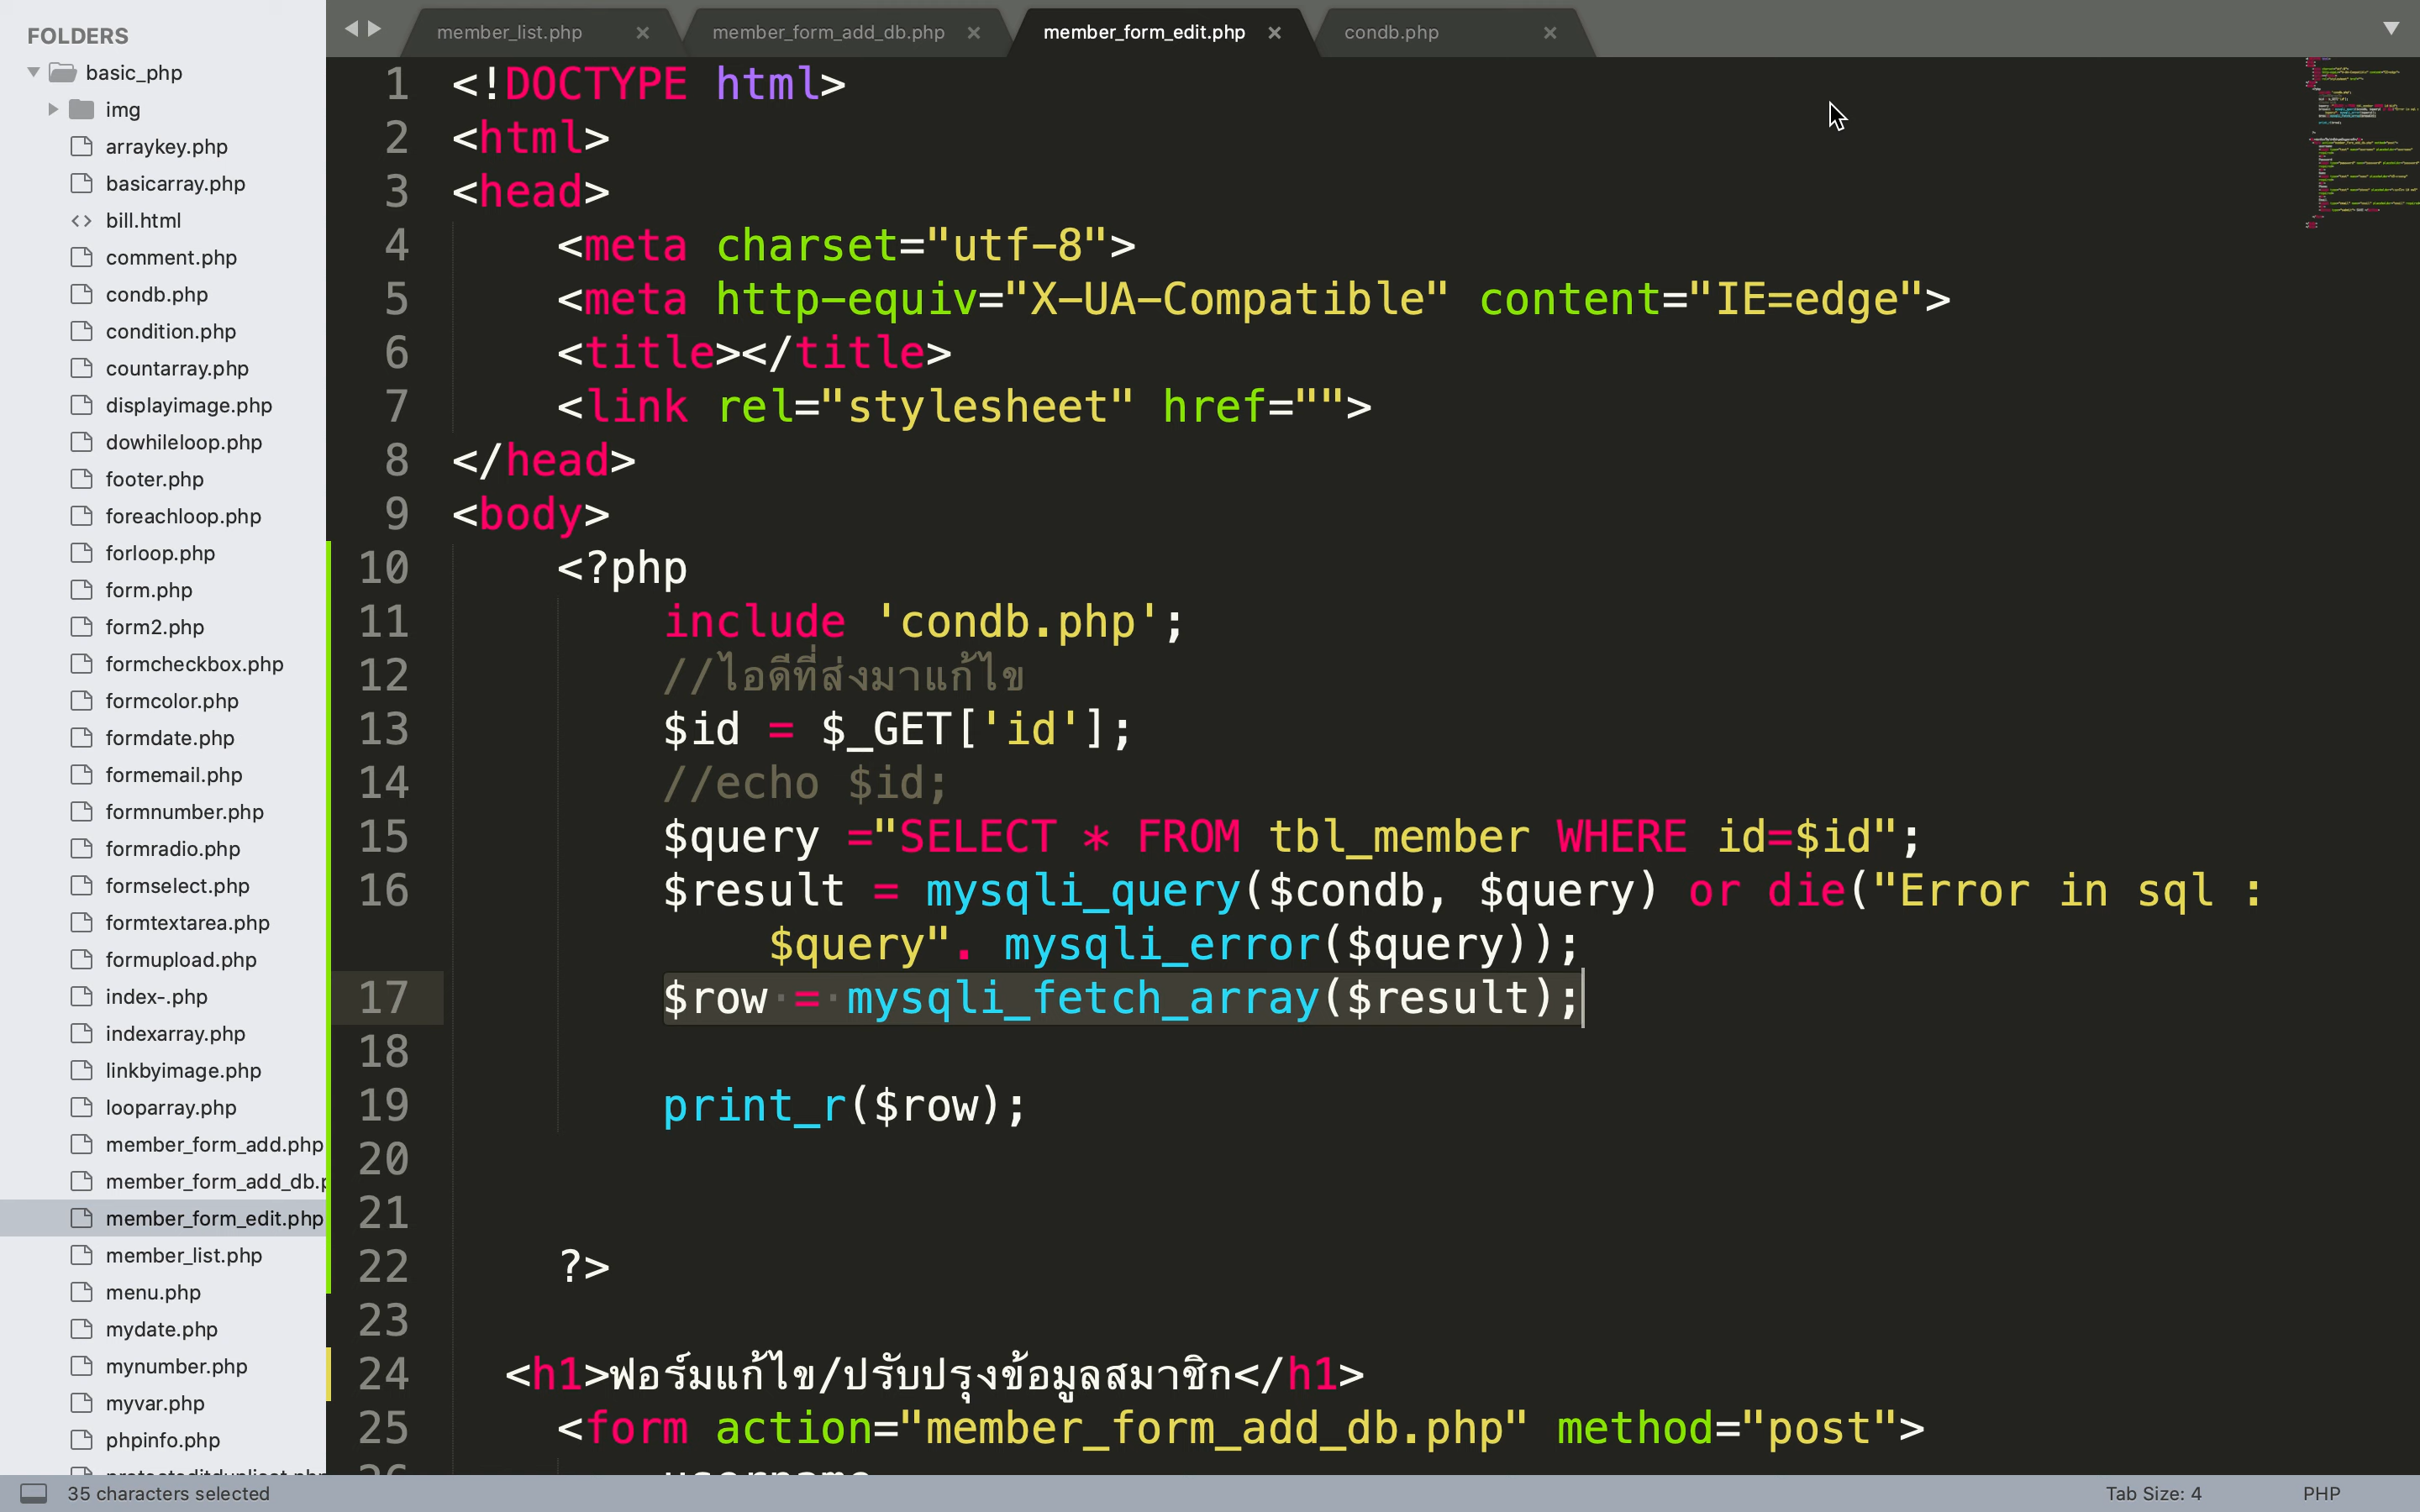 FOLDERS
basic_php
img
arraykey.php
basicarray.php
bill.html
comment.php
condb.php
condition.php
countarray.php
displayimage.php
dowhileloop.php
footer.php
foreachloop.php
forloop.php
form.php
form2.php
formcheckbox.php
formcolor.php
formdate.php
formemail.php
formnumber.php
formradio.php
formselect.php
formtextarea.php
formupload.php
index-.php
indexarray.php
linkbyimage.php
looparray.php
member_form_add.php
member_form_add_db.p
member_form_edit.php
member_list.php
menu.php
mydate.php
mynumber.php
myvar.php
phpinfo.php
member_list.php member_form_add_db.php member_form_edit.php condb.php
1 <!DOCTYPE html>
2 <html>
3 <head>
4 <meta charset="utf-8">
5 <meta http-equiv="X-UA-Compatible" content="IE=edge">
6 <title></title>
7 <link rel="stylesheet" href="">
8 </head>
9 <body>
10 <?php
11 include 'condb.php';
12 //ไอดีที่ส่งมาแก้ไข
13 $id = $_GET['id'];
14 //echo $id;
15 $query ="SELECT * FROM tbl_member WHERE id=$id";
16 $result = mysqli_query($condb, $query) or die("Error in sql :
$query". mysqli_error($query));
17 $row = mysqli_fetch_array($result);
18
19 print_r($row);
20
21
22 ?>
23
24 <h1>ฟอร์มแก้ไข/ปรับปรุงข้อมูลสมาชิก</h1>
25 <form action="member_form_add_db.php" method="post">
26 username
35 characters selected
Tab Size: 4
PHP